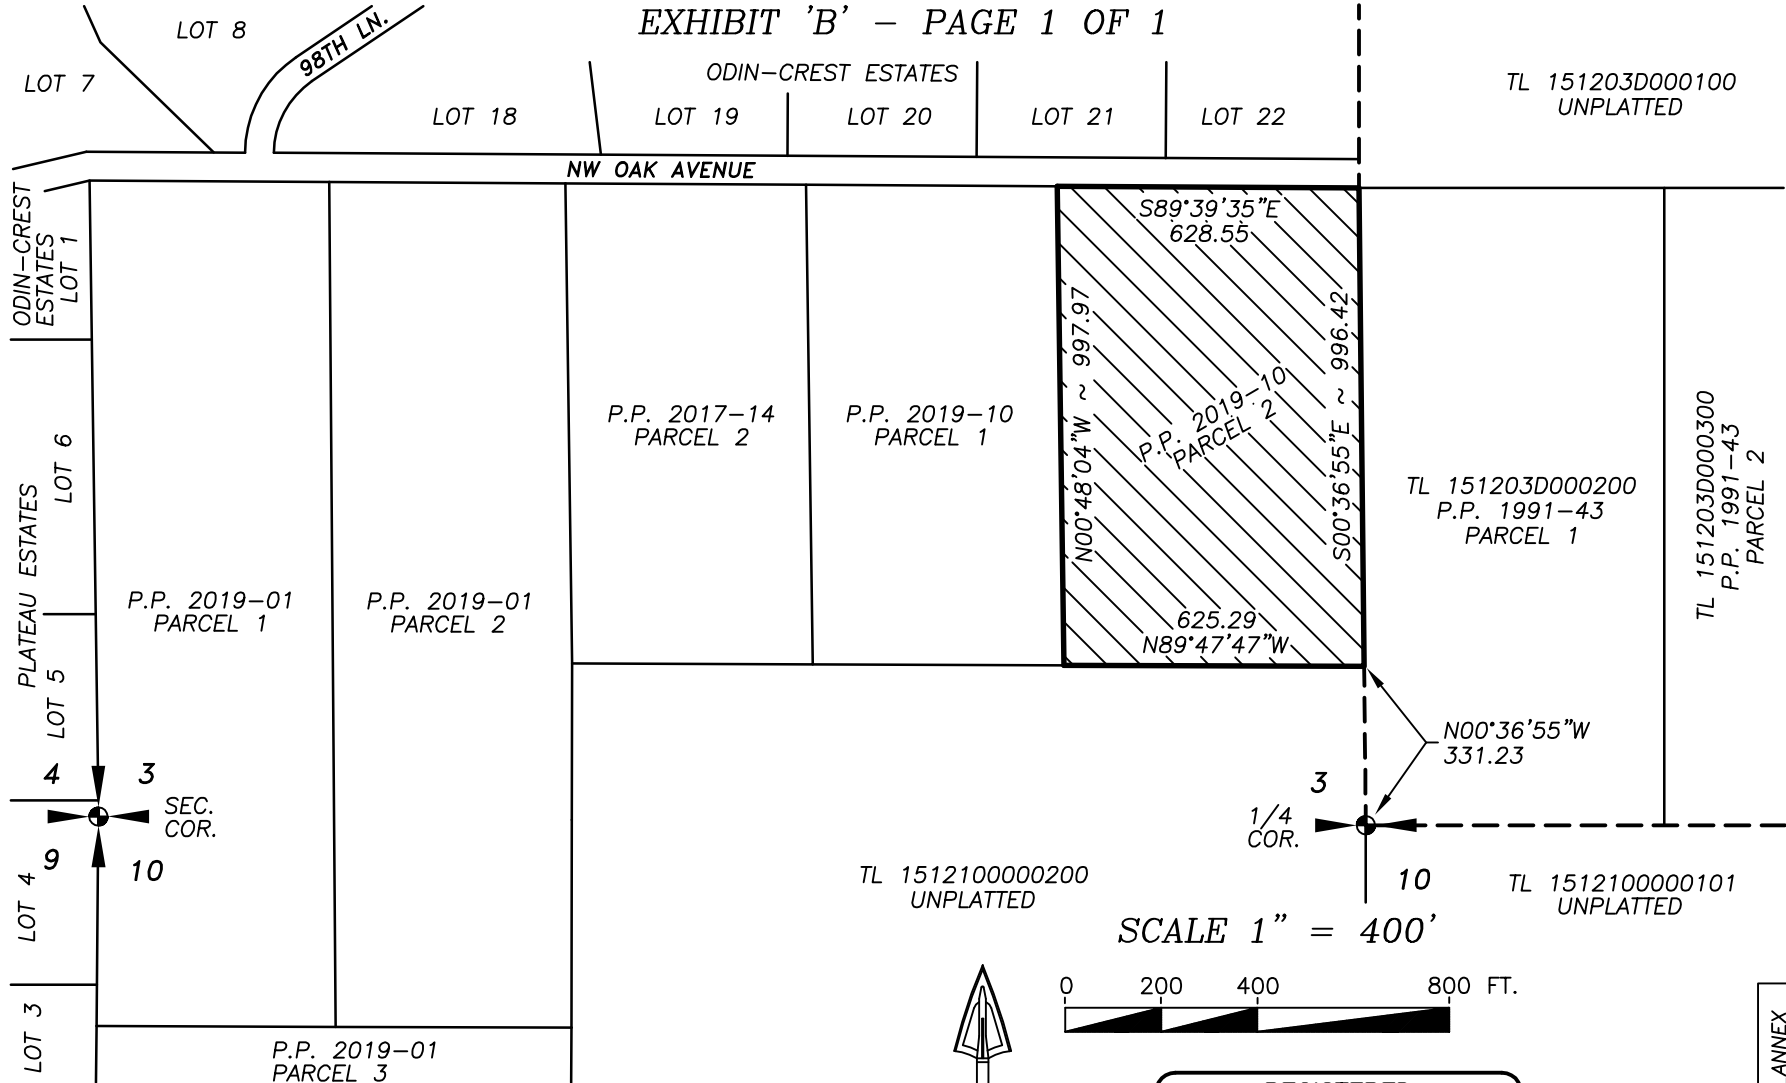 EXHIBIT 'B' – PAGE 1 OF 1
LOT 8
98TH LN.
LOT 7
ODIN–CREST ESTATES
TL 151203D000100
UNPLATTED
LOT 18
LOT 19
LOT 20
LOT 21
LOT 22
NW OAK AVENUE
ODIN–CREST
ESTATES
LOT 1
S89°39'35"E
628.55
N00°48'04"W ~ 997.97
S00°36'55"E ~ 996.42
P.P. 2019–10
PARCEL 2
625.29
N89°47'47"W
P.P. 2017–14
PARCEL 2
P.P. 2019–10
PARCEL 1
TL 151203D000200
P.P. 1991–43
PARCEL 1
TL 151203D000300
P.P. 1991–43
PARCEL 2
PLATEAU ESTATES
LOT 6
LOT 5
P.P. 2019–01
PARCEL 1
P.P. 2019–01
PARCEL 2
N00°36'55"W
331.23
4
3
SEC.
COR.
9
10
3
1/4
COR.
10
LOT 4
TL 1512100000200
UNPLATTED
TL 1512100000101
UNPLATTED
SCALE 1" = 400'
0 200 400 800 FT.
LOT 3
P.P. 2019–01
PARCEL 3
ANNEX
REGISTERED